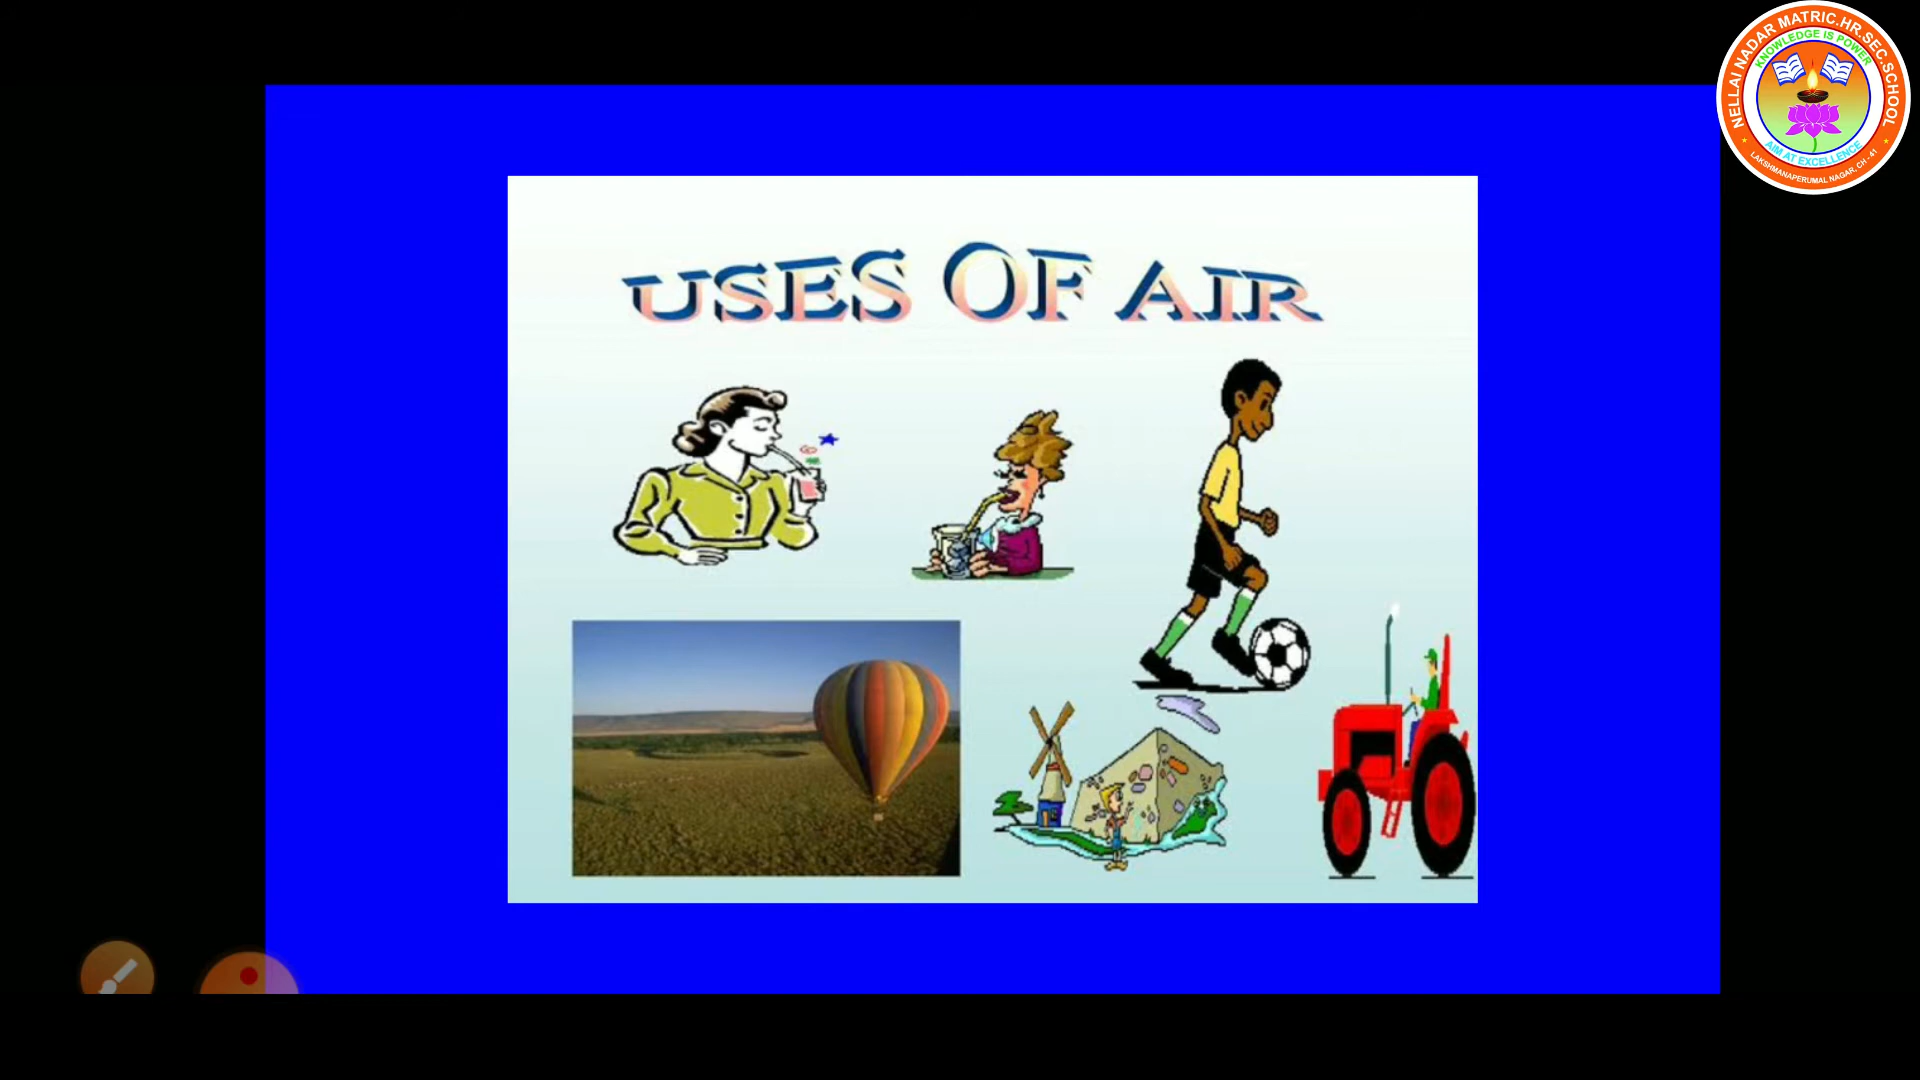 NELLAI NADAR MATRIC.HR.SEC.SCHOOL
KNOWLEDGE IS POWER
AIM AT EXCELLENCE
LAKSHMANAPERUMAL NAGAR, CH - 41
USES OF AIR